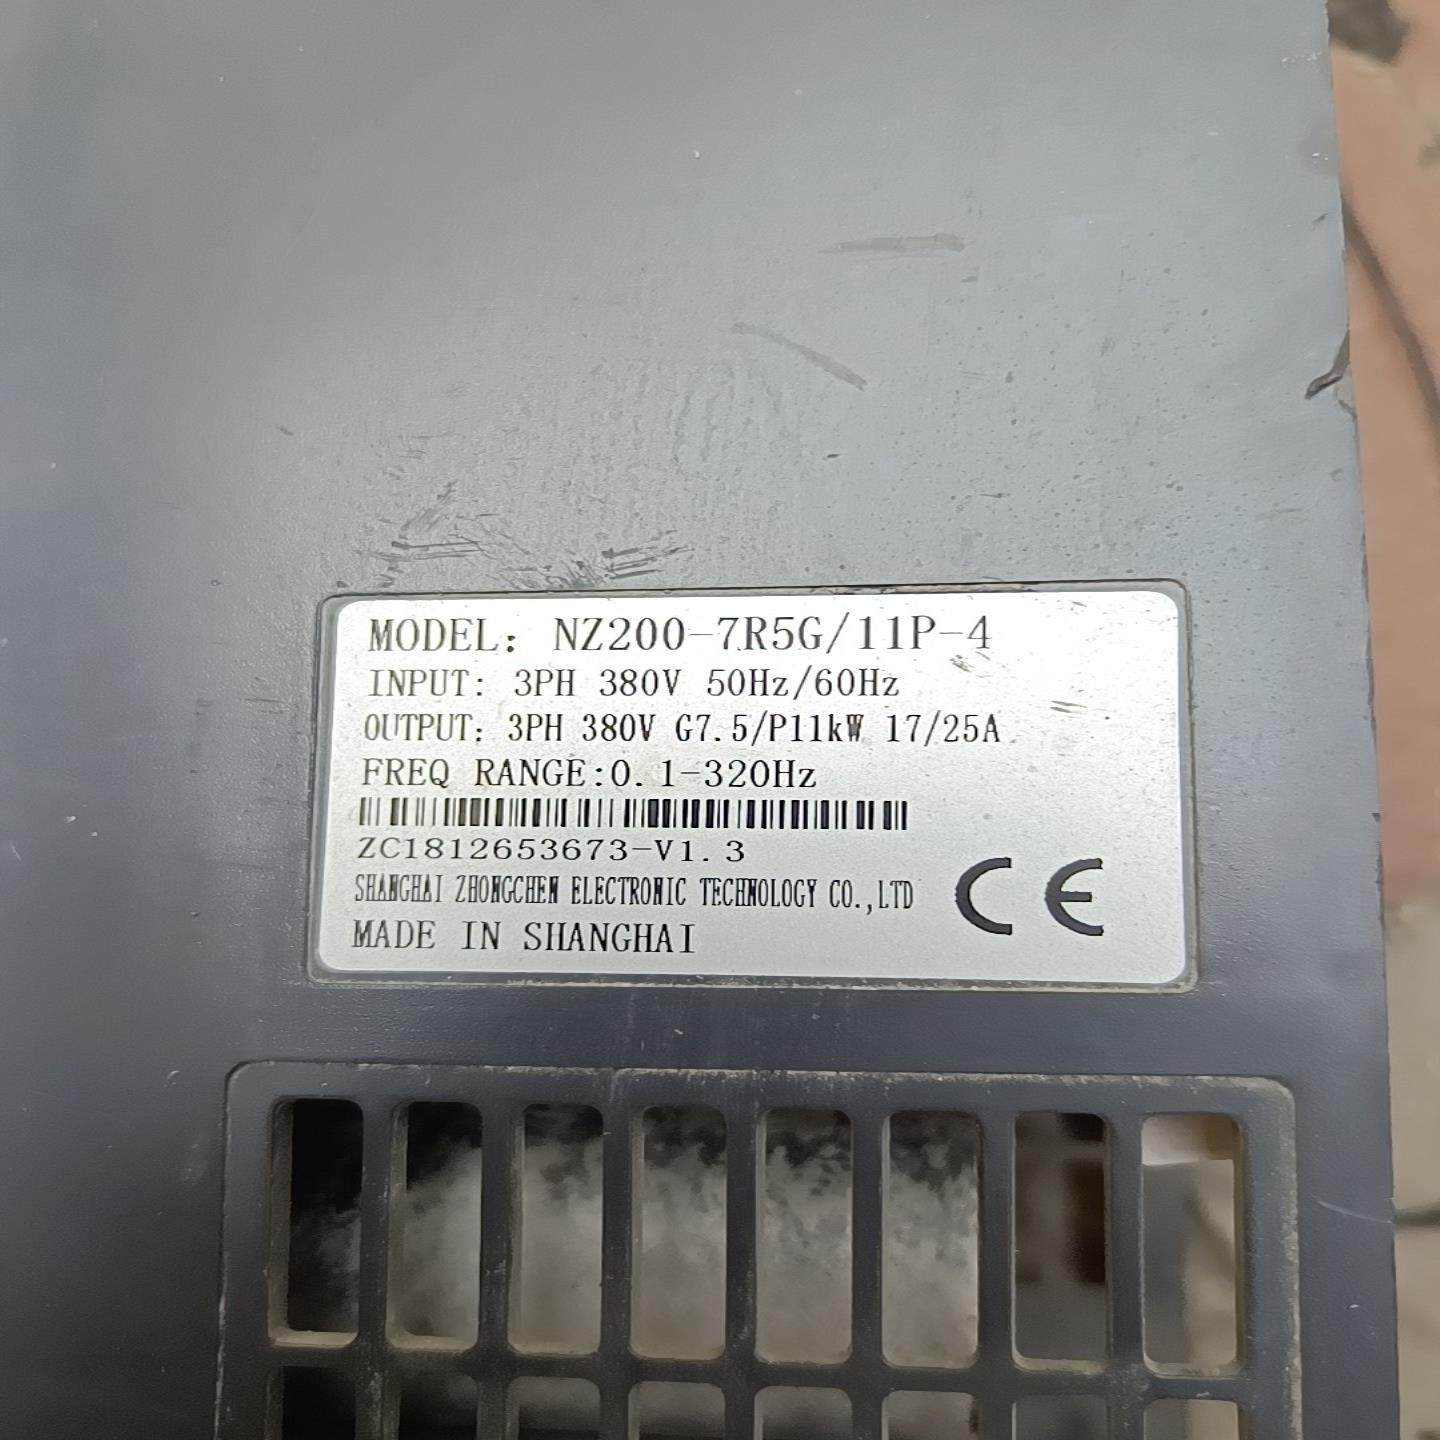 MODEL: NZ200-7R5G/11P-4
INPUT: 3PH 380V 50Hz/60Hz
OUTPUT: 3PH 380V G7.5/P11kW 17/25A
FREQ RANGE:0.1-320Hz
ZC1812653673-V1.3
SHANGHAI ZHONGCHEN ELECTRONIC TECHNOLOGY CO.,LTD
MADE IN SHANGHAI
CE